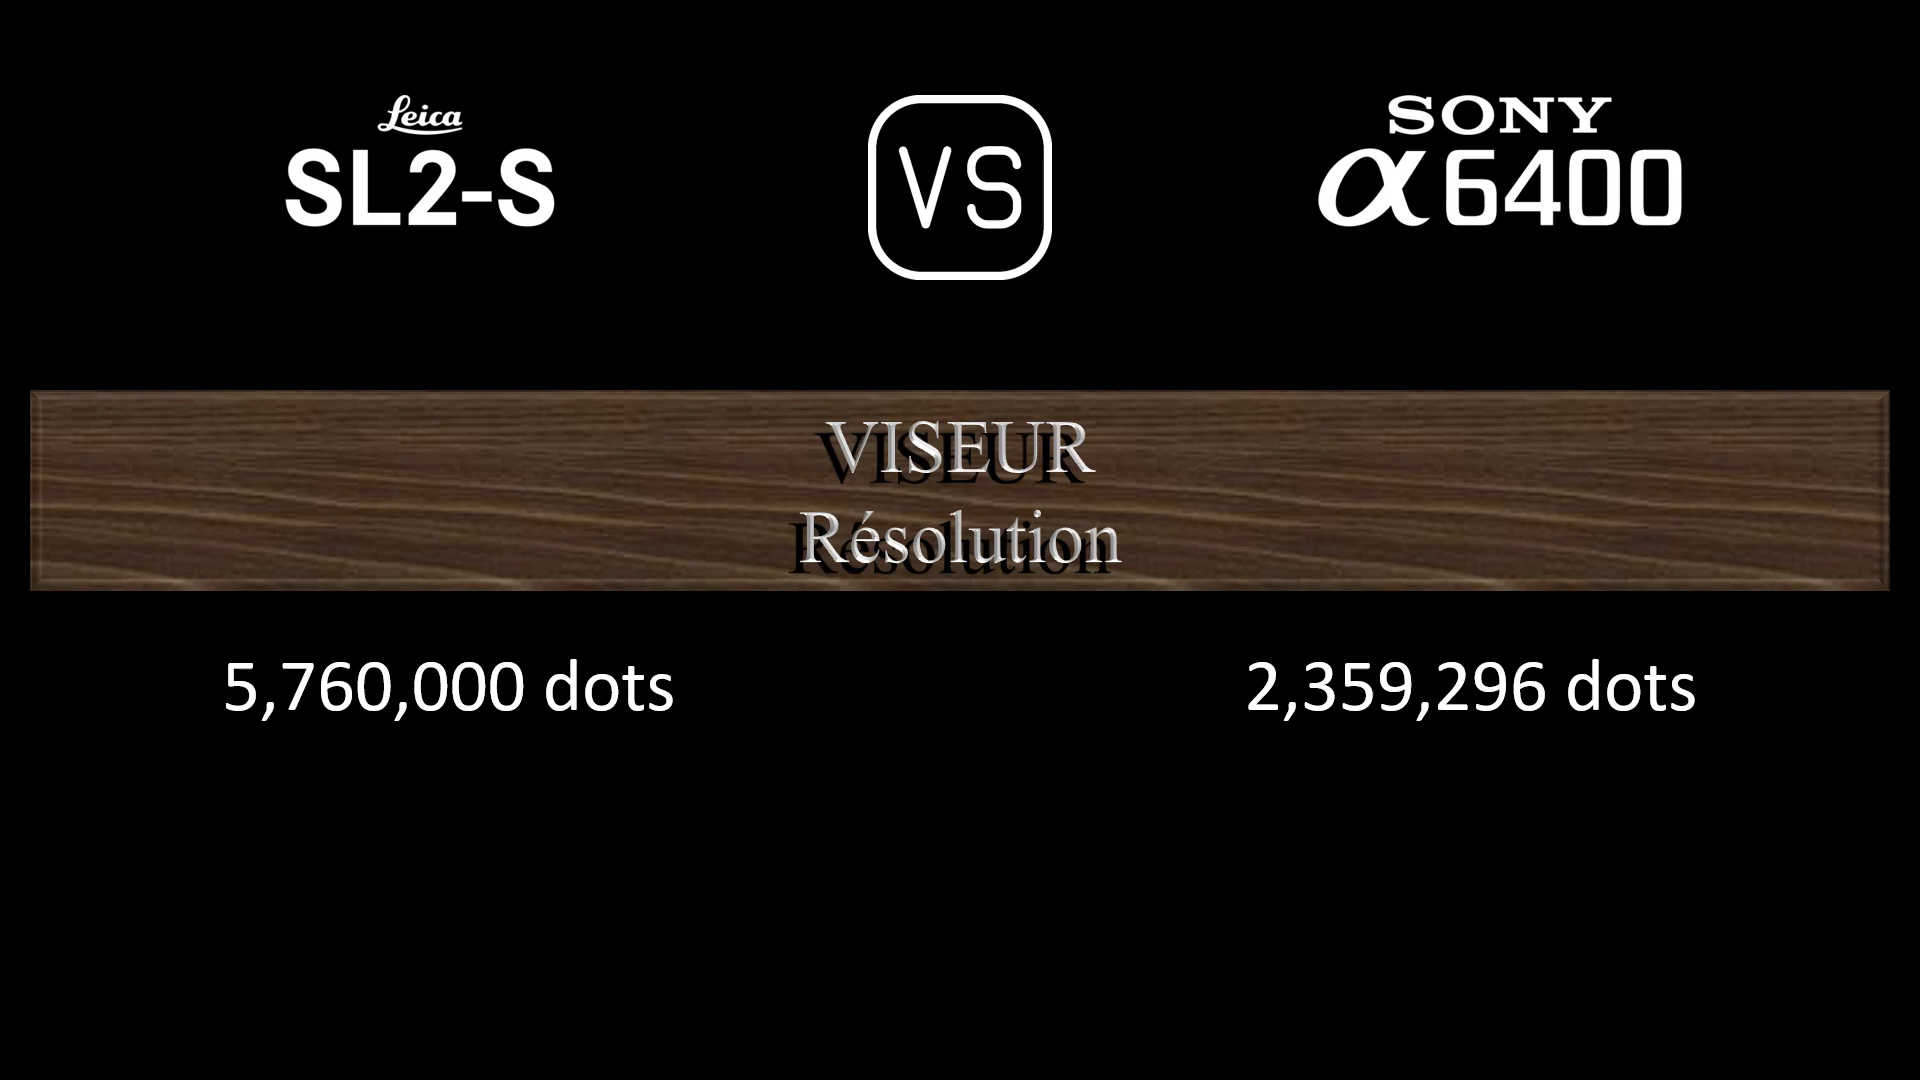 Leica
SL2-S
VS
SONY
α6400
VISEUR
Résolution
5,760,000 dots
2,359,296 dots